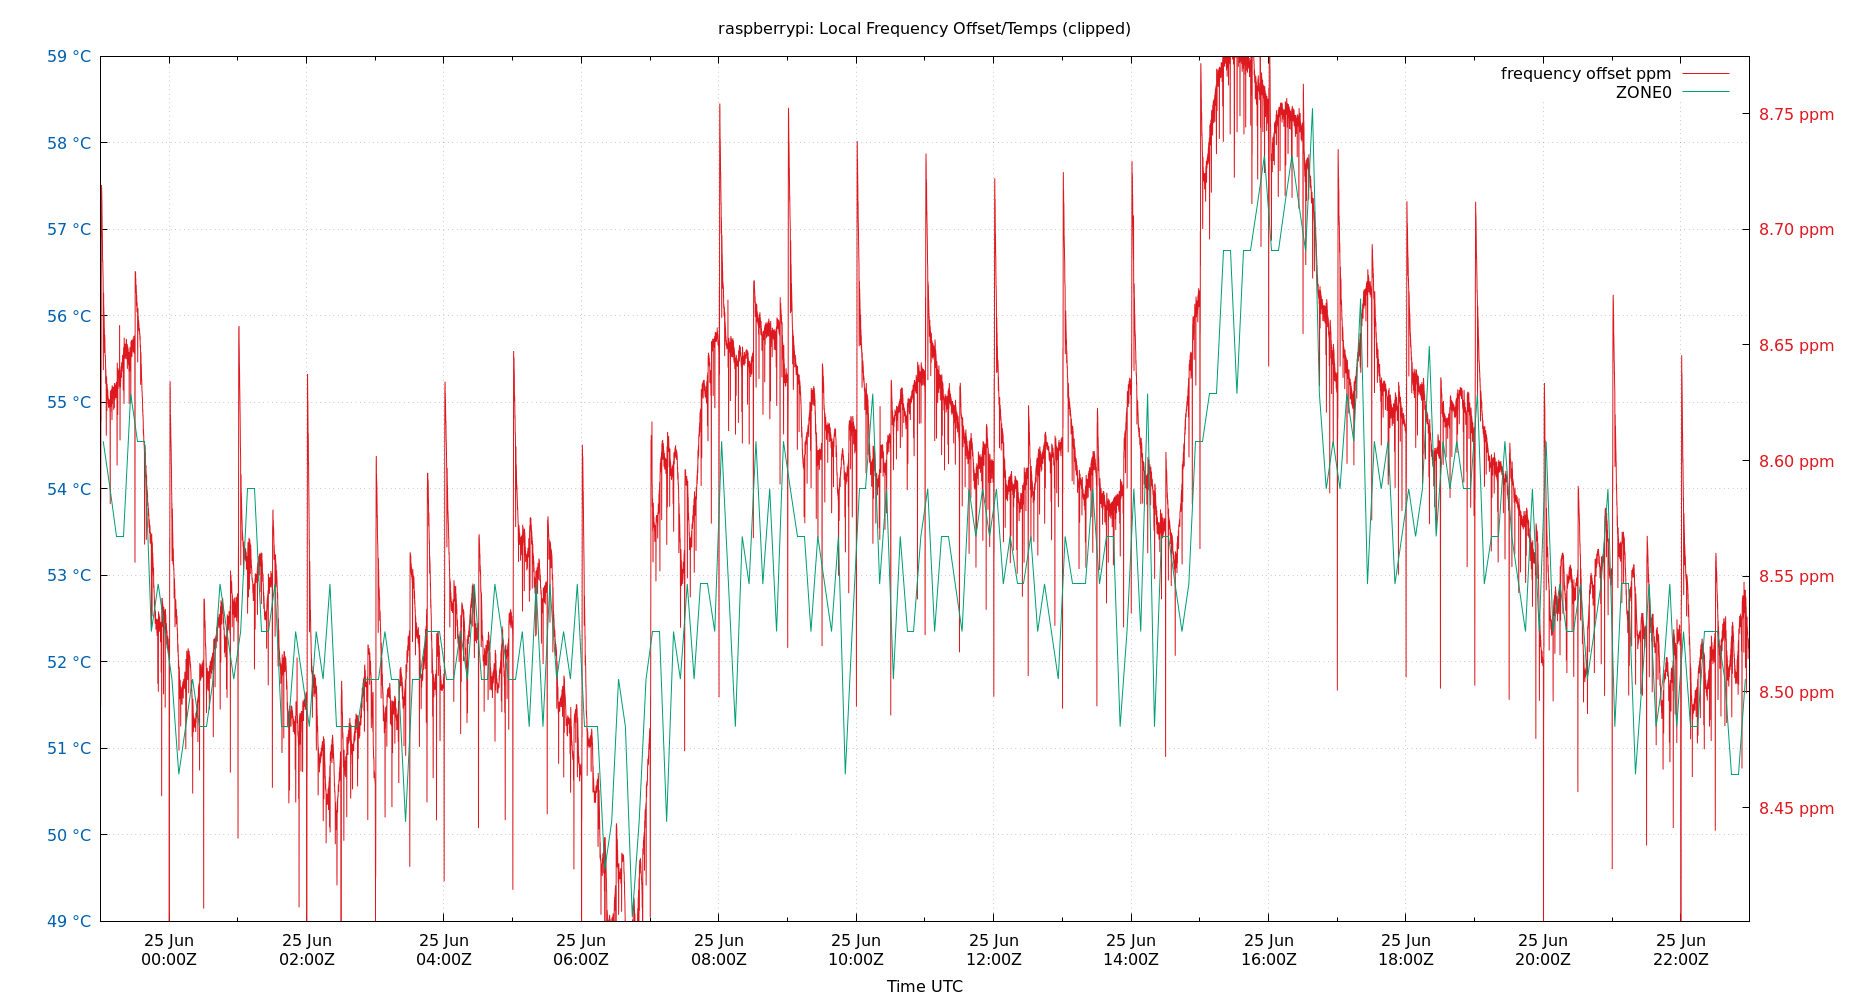 raspberrypi: Local Frequency Offset/Temps (clipped)
59 °C
58 °C
57 °C
56 °C
55 °C
54 °C
53 °C
52 °C
51 °C
50 °C
49 °C
frequency offset ppm
ZONE0
8.75 ppm
8.70 ppm
8.65 ppm
8.60 ppm
8.55 ppm
8.50 ppm
8.45 ppm
25 Jun 25 Jun 25 Jun 25 Jun 25 Jun 25 Jun 25 Jun 25 Jun 25 Jun 25 Jun 25 Jun 25 Jun
00:00Z 02:00Z 04:00Z 06:00Z 08:00Z 10:00Z 12:00Z 14:00Z 16:00Z 18:00Z 20:00Z 22:00Z
Time UTC